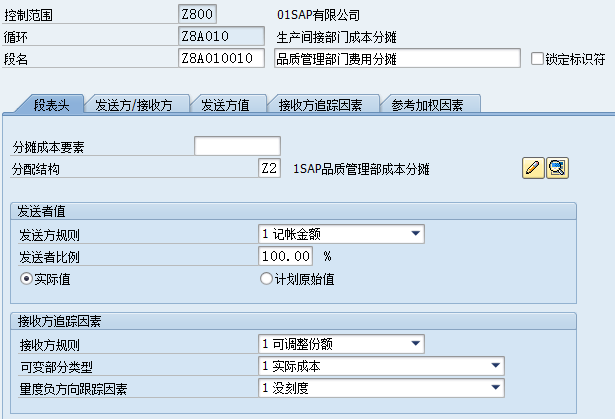 控制范围 Z800 01SAP有限公司
循环 Z8A010 生产间接部门成本分摊
段名 Z8A010010 品质管理部门费用分摊 锁定标识符
段表头 发送方/接收方 发送方值 接收方追踪因素 参考加权因素
分摊成本要素
分配结构 Z2 1SAP品质管理部成本分摊
发送者值
发送方规则 1 记帐金额
发送者比例 100.00 %
实际值 计划原始值
接收方追踪因素
接收方规则 1 可调整份额
可变部分类型 1 实际成本
量度负方向跟踪因素 1 没刻度